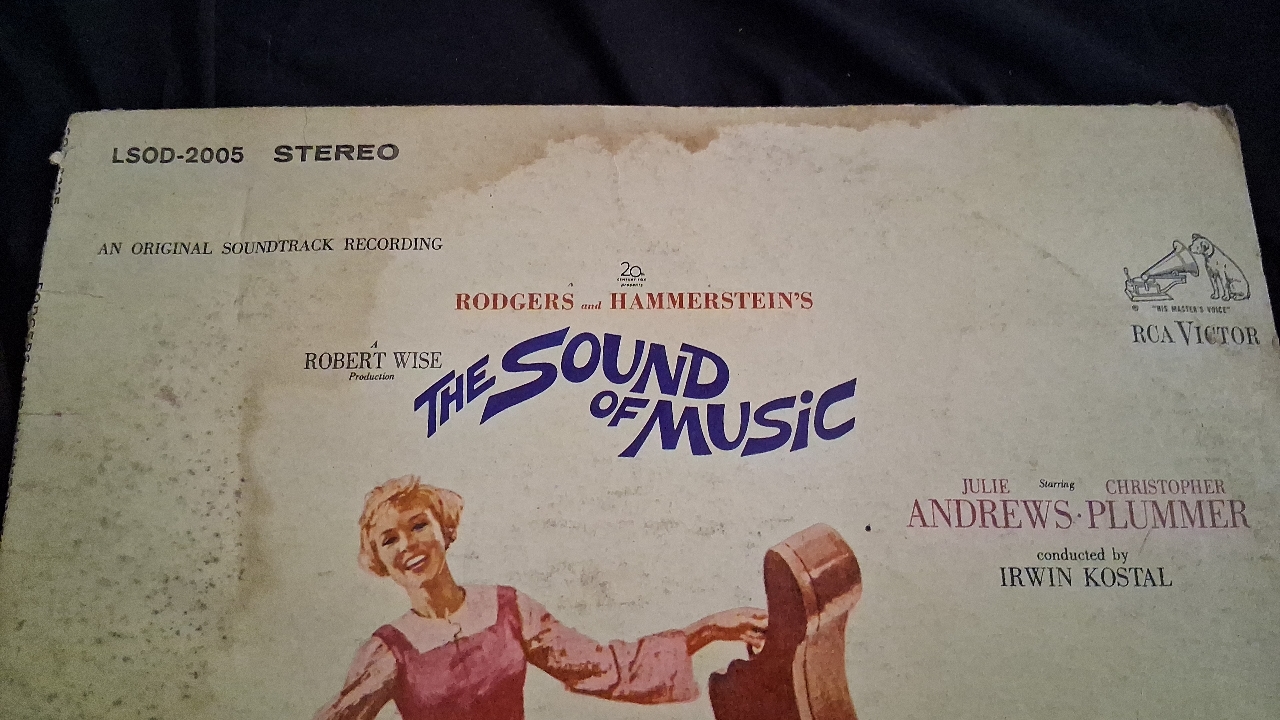 LSOD-2005 STEREO
AN ORIGINAL SOUNDTRACK RECORDING
20th
CENTURY FOX
presents
A
RODGERS and HAMMERSTEIN'S
A
ROBERT WISE
Production
THE SOUND
OF MUSIC
"HIS MASTER'S VOICE"
RCA VICTOR
Starring
JULIE CHRISTOPHER
ANDREWS · PLUMMER
conducted by
IRWIN KOSTAL